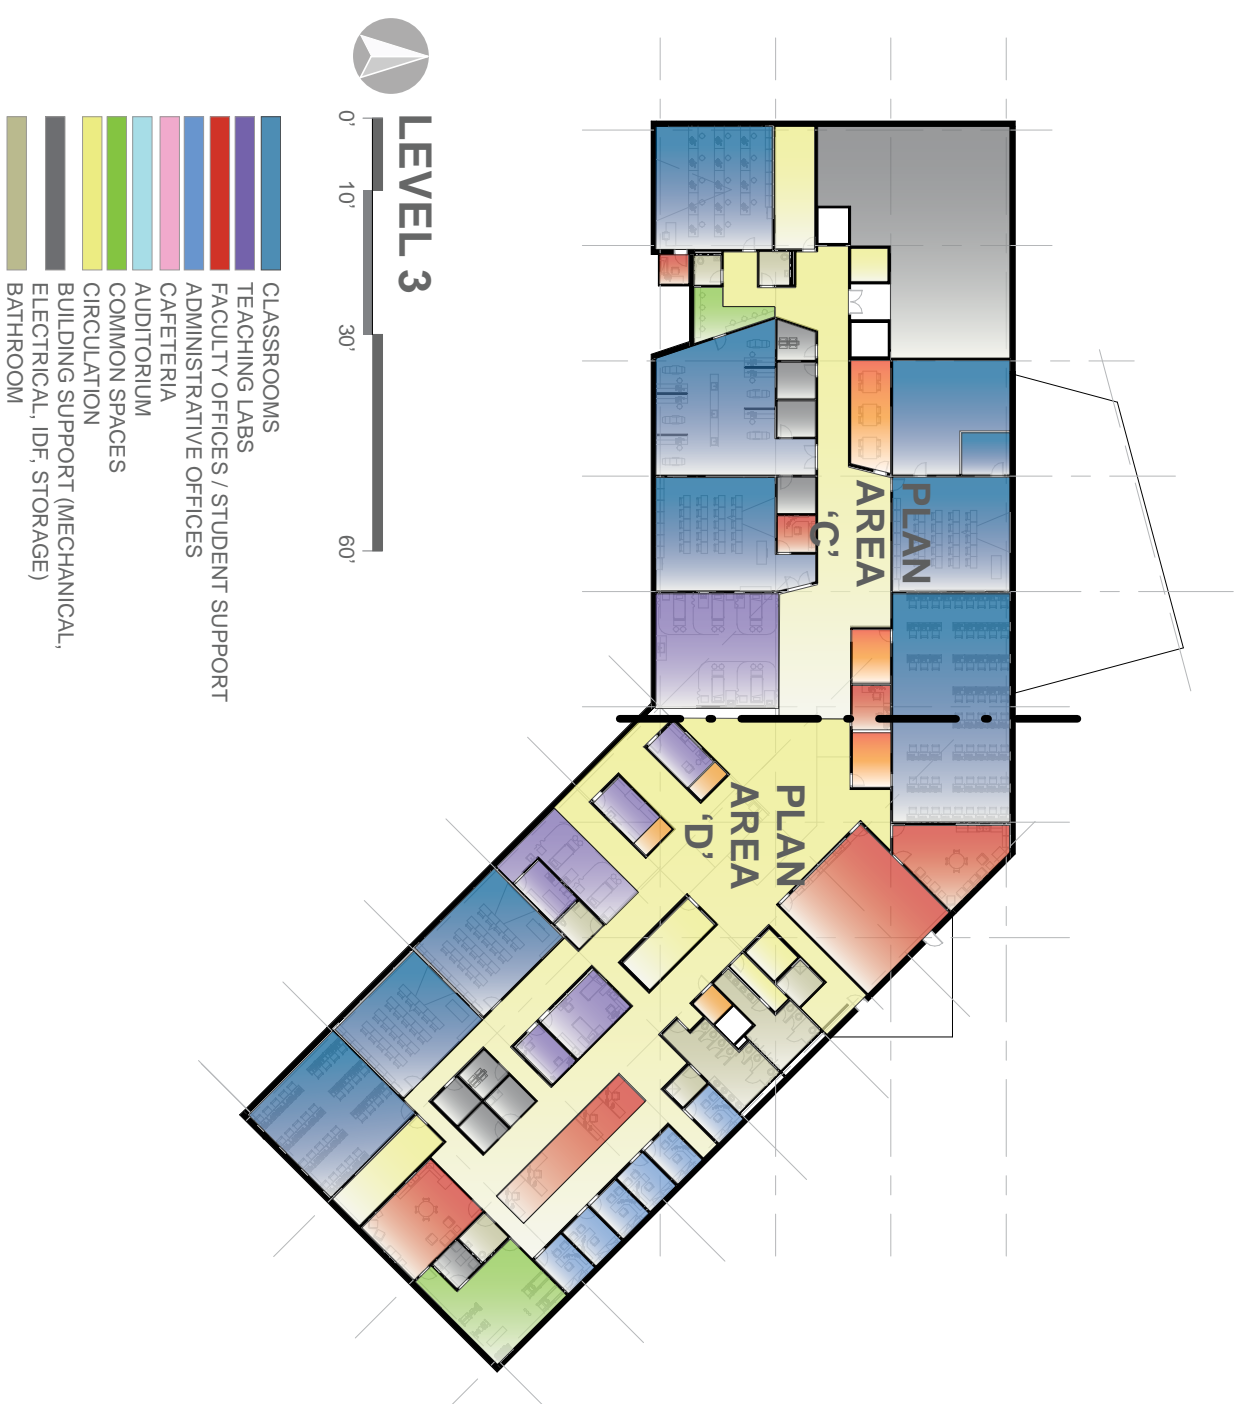 LEVEL 3
0'
10'
30'
60'
CLASSROOMS
TEACHING LABS
FACULTY OFFICES / STUDENT SUPPORT
ADMINISTRATIVE OFFICES
CAFETERIA
AUDITORIUM
COMMON SPACES
CIRCULATION
BUILDING SUPPORT (MECHANICAL,
ELECTRICAL, IDF, STORAGE)
BATHROOM
PLAN
AREA
‘C’
PLAN
AREA
‘D’